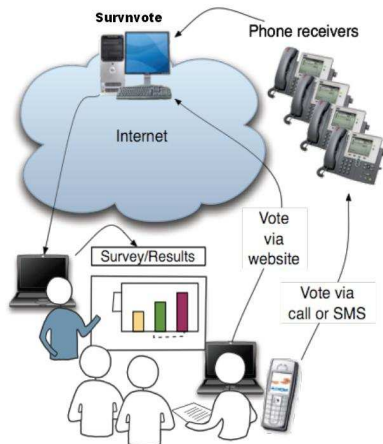 Survnvote
Phone receivers
Internet
Vote
via
website
Survey/Results
Vote via
call or SMS